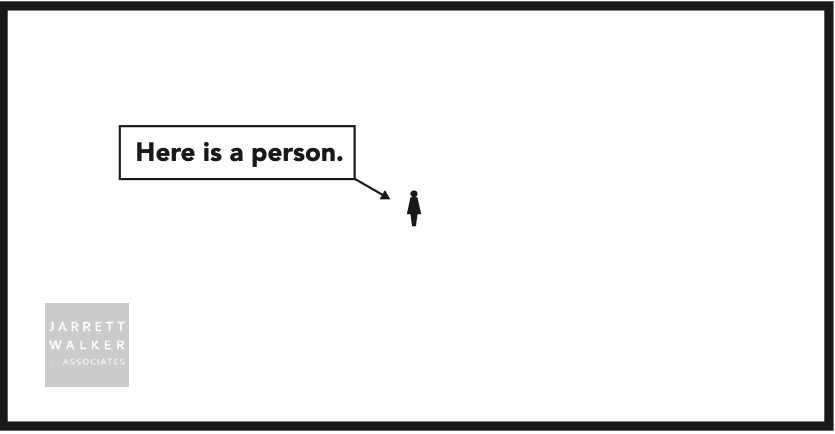 Here is a person.
JARRETT
WALKER
ASSOCIATES